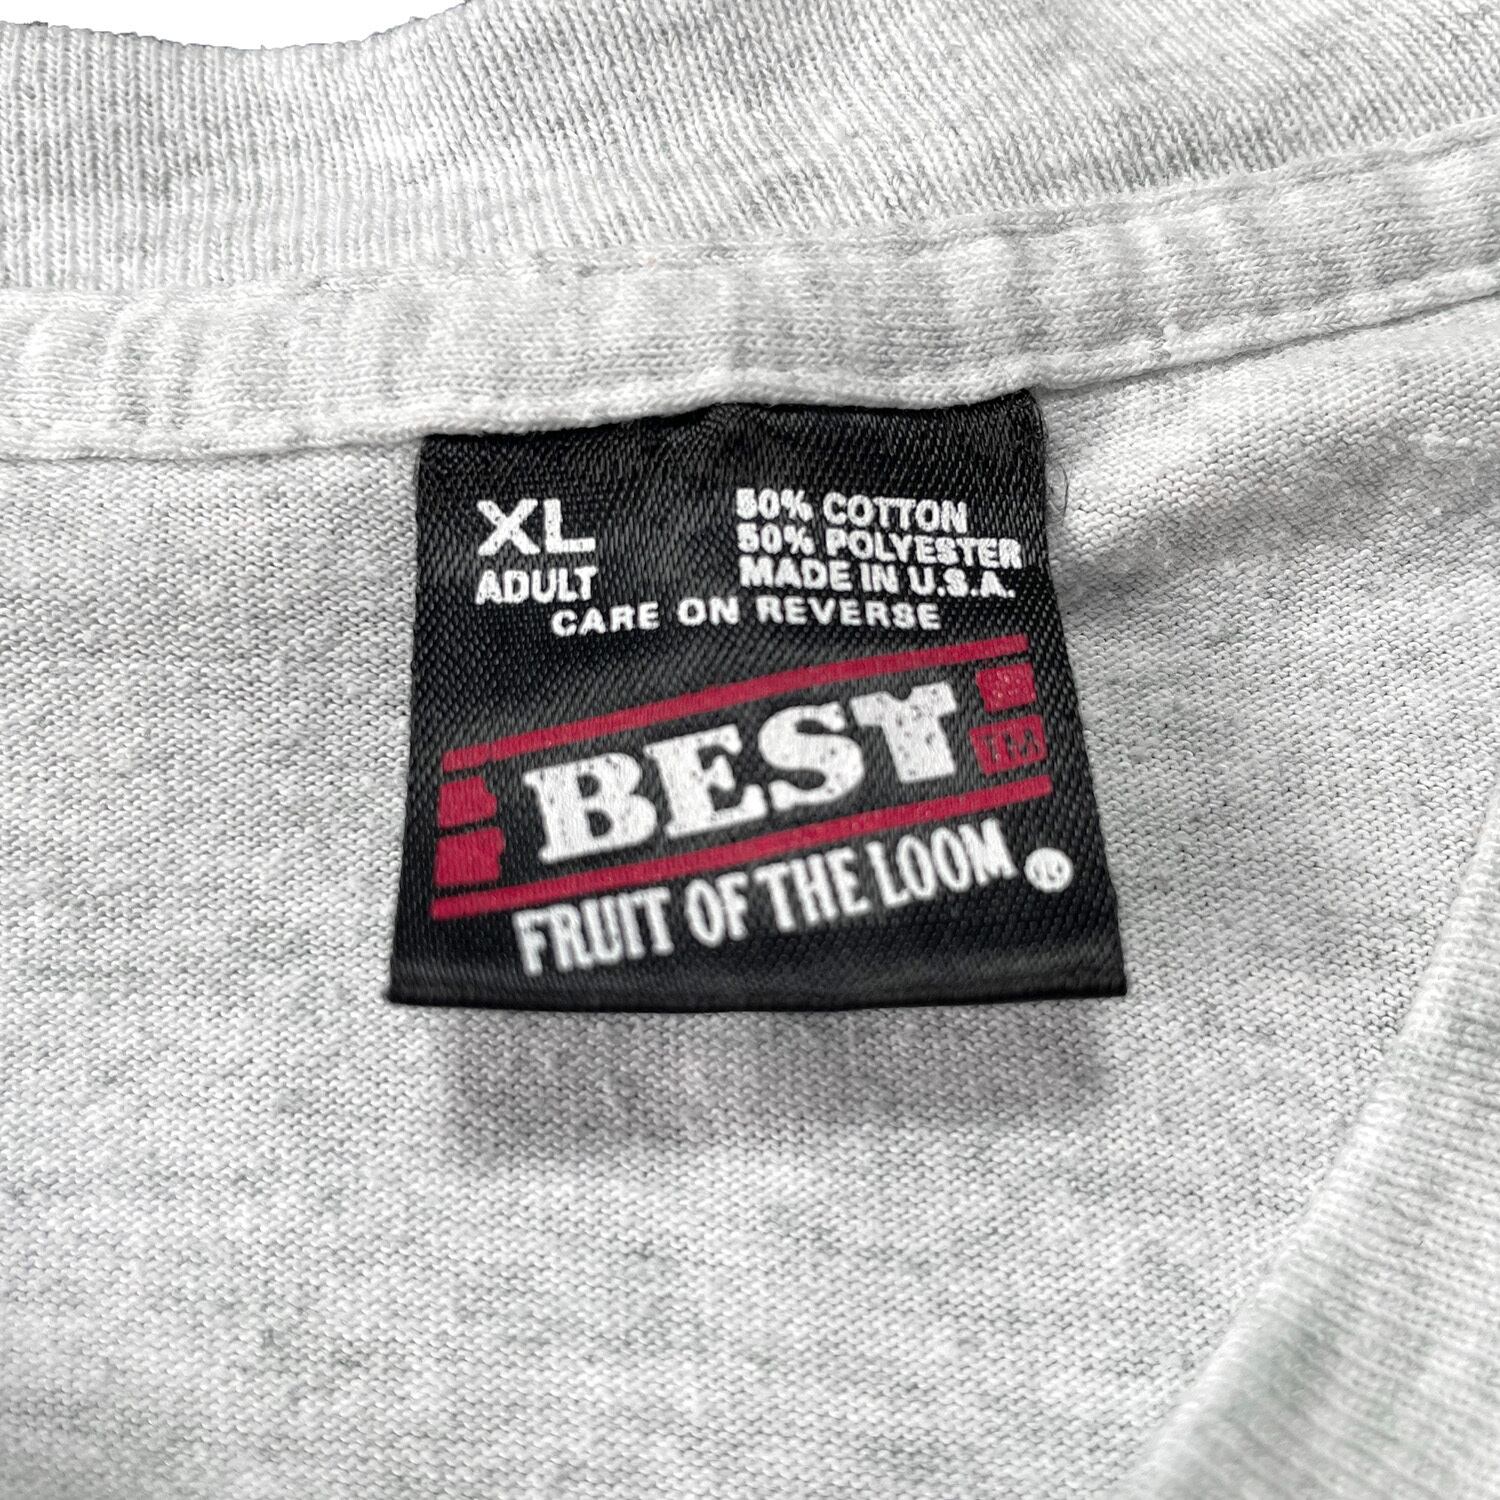 XL
ADULT
50% COTTON
50% POLYESTER
MADE IN U.S.A.
CARE ON REVERSE
BEST
TM
FRUIT OF THE LOOM ®